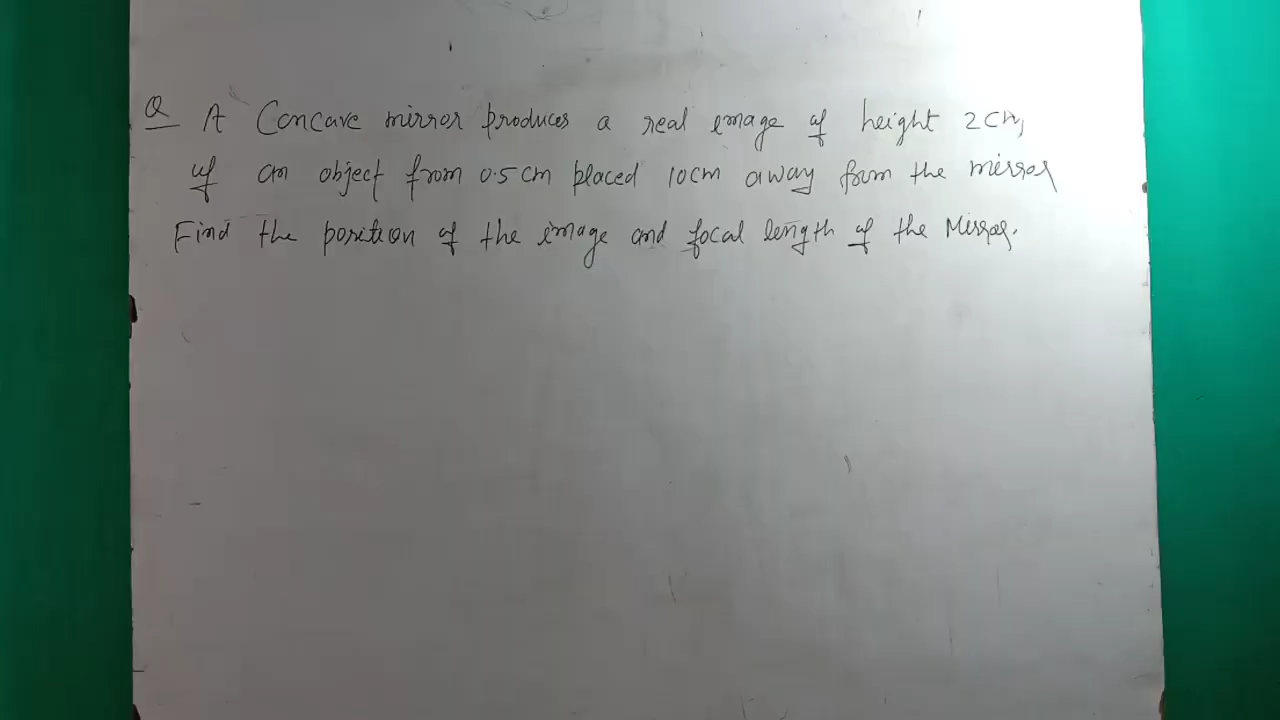 Q A Concave mirror produces a real image of height 2cm,
of an object from 0.5cm placed 10cm away from the mirror
Find the position of the image and focal length of the Mirror.